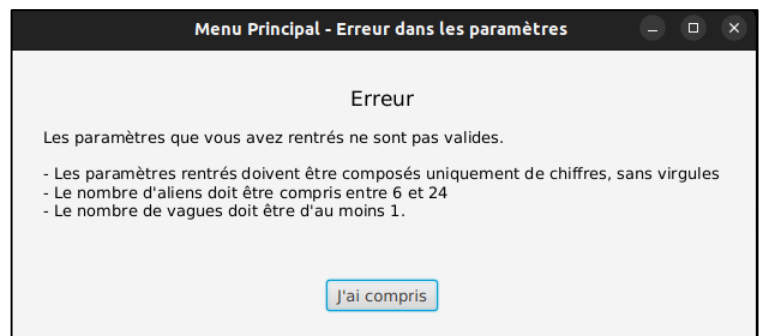 Menu Principal - Erreur dans les paramètres
Erreur
Les paramètres que vous avez rentrés ne sont pas valides.
- Les paramètres rentrés doivent être composés uniquement de chiffres, sans virgules
- Le nombre d'aliens doit être compris entre 6 et 24
- Le nombre de vagues doit être d'au moins 1.
J'ai compris